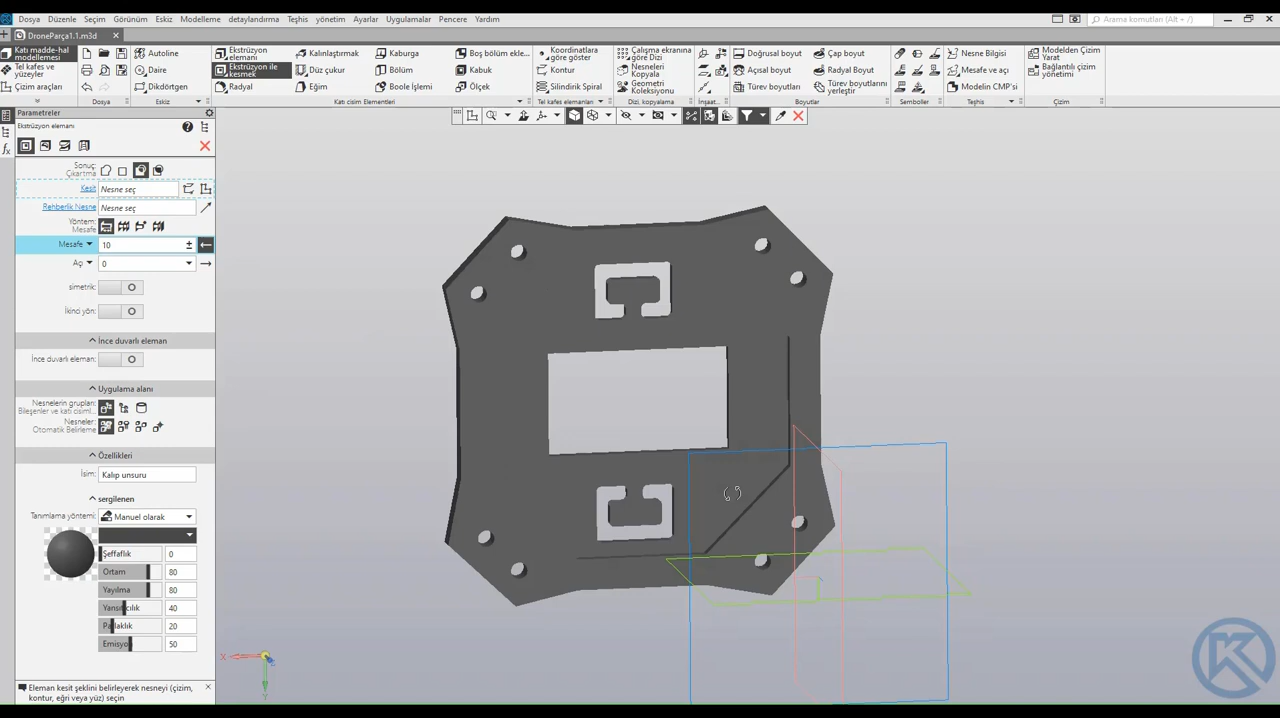 Dosya Düzenle Seçim Görünüm Eskiz Modelleme detaylandırma Teşhis yönetim Ayarlar Uygulamalar Pencere Yardım
Arama komutları (Alt + /)
DroneParça1.1.m3d
Katı madde-hal modellemesi
Tel kafes ve yüzeyler
Çizim araçları
Dosya
Autoline
Daire
Dikdörtgen
Eskiz
Ekstrüzyon elemanı
Ekstrüzyon ile kesmek
Radyal
Kalınlaştırmak
Düz çukur
Eğim
Kaburga
Bölüm
Boole İşlemi
Boş bölüm ekle...
Kabuk
Ölçek
Katı cisim Elementleri
Koordinatlara göre göster
Kontur
Silindirik Spiral
Tel kafes elemanları
Çalışma ekranına göre Dizi
Nesneleri Kopyala
Geometri Koleksiyonu
Dizi, kopyalama
İnşaat...
Doğrusal boyut
Açısal boyut
Türev boyutları
Çap boyutu
Radyal Boyut
Türev boyutlarını yerleştir
Boyutlar
Semboller
Nesne Bilgisi
Mesafe ve açı
Modelin CMP'si
Teşhis
Modelden Çizim Yarat
Bağlantılı çizim yöntemi
Çizim
Parametreler
Ekstrüzyon elemanı
Sonuç:
Çıkartma
Kesit Nesne seç
Rehberlik Nesne Nesne seç
Yöntem:
Mesafe
Mesafe 10
Açı 0
simetrik: O
İkinci yön: O
İnce duvarlı eleman
İnce duvarlı eleman: O
Uygulama alanı
Nesnelerin grupları:
Bileşenler ve katı cisiml...
Nesneler:
Otomatik Belirleme
Özellikleri
İsim: Kalıp unsuru
sergilenen
Tanımlama yöntemi: Manuel olarak
Şeffaflık 0
Ortam 80
Yayılma 80
Yansıtıcılık 40
Parlaklık 20
Emisyon 50
Eleman kesit şeklini belirleyerek nesneyi (çizim, kontur, eğri veya yüz) seçin
X
Y